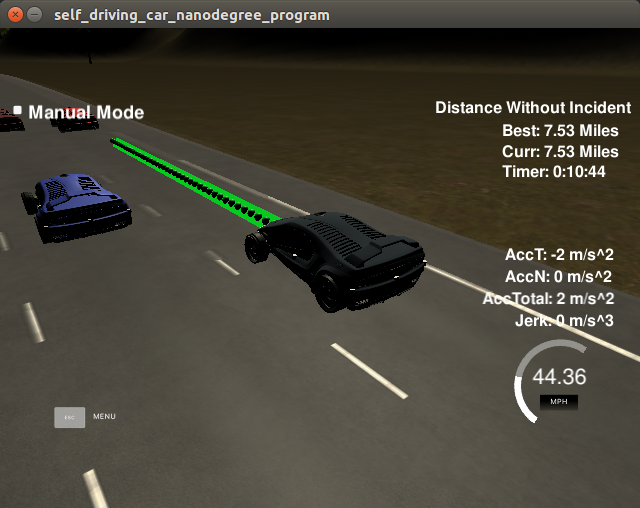 self_driving_car_nanodegree_program
Manual Mode
Distance Without Incident
Best: 7.53 Miles
Curr: 7.53 Miles
Timer: 0:10:44
AccT: -2 m/s^2
AccN: 0 m/s^2
AccTotal: 2 m/s^2
Jerk: 0 m/s^3
44.36
MPH
ESC MENU